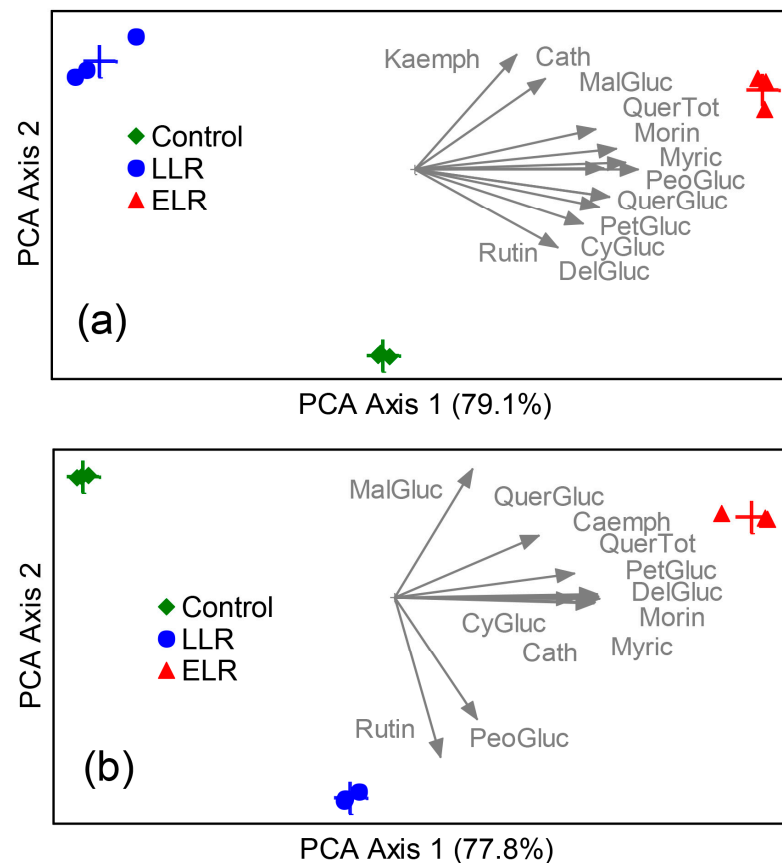 Kaemph
Cath
MalGluc
QuerTot
Morin
Myric
PeoGluc
QuerGluc
PetGluc
Rutin
CyGluc
DelGluc
Control
LLR
ELR
(a)
PCA Axis 2
PCA Axis 1 (79.1%)
MalGluc
QuerGluc
Caemph
QuerTot
PetGluc
DelGluc
Morin
CyGluc
Myric
Cath
Rutin
PeoGluc
Control
LLR
ELR
(b)
PCA Axis 2
PCA Axis 1 (77.8%)